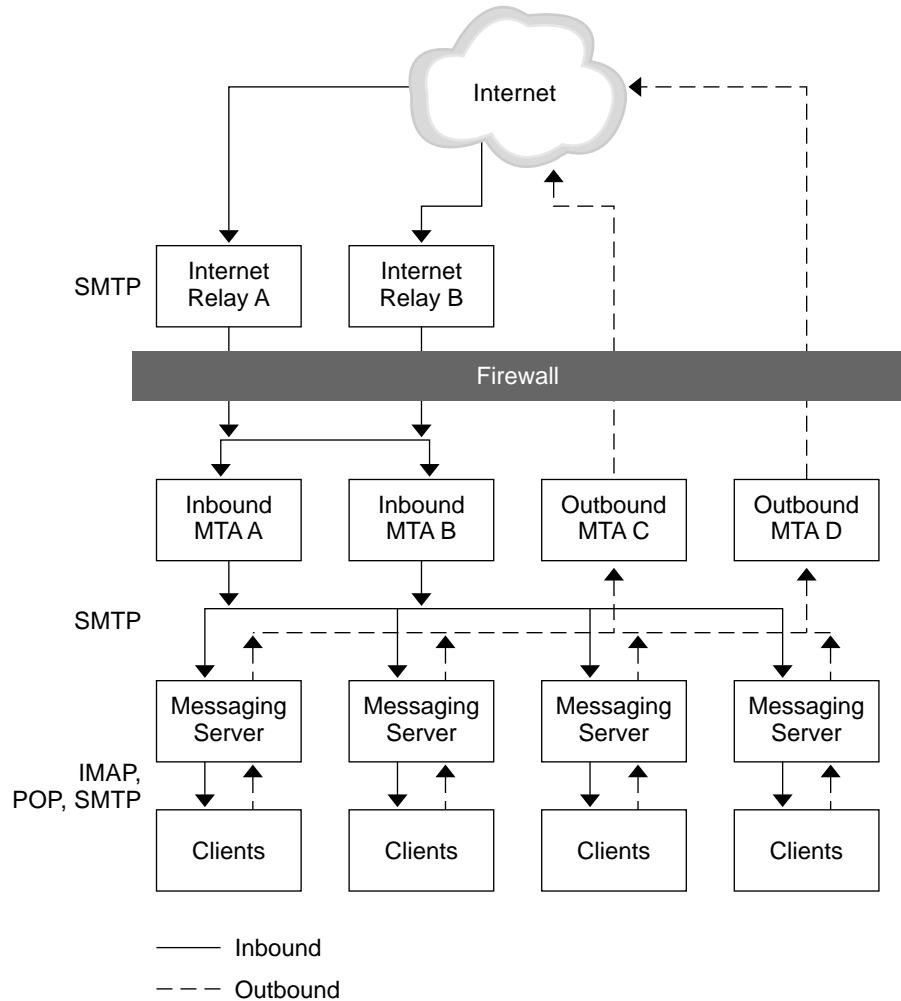 Internet
SMTP
Internet
Relay A
Internet
Relay B
Firewall
Inbound
MTA A
Inbound
MTA B
Outbound
MTA C
Outbound
MTA D
SMTP
Messaging
Server
Messaging
Server
Messaging
Server
Messaging
Server
IMAP,
POP, SMTP
Clients
Clients
Clients
Clients
Inbound
Outbound